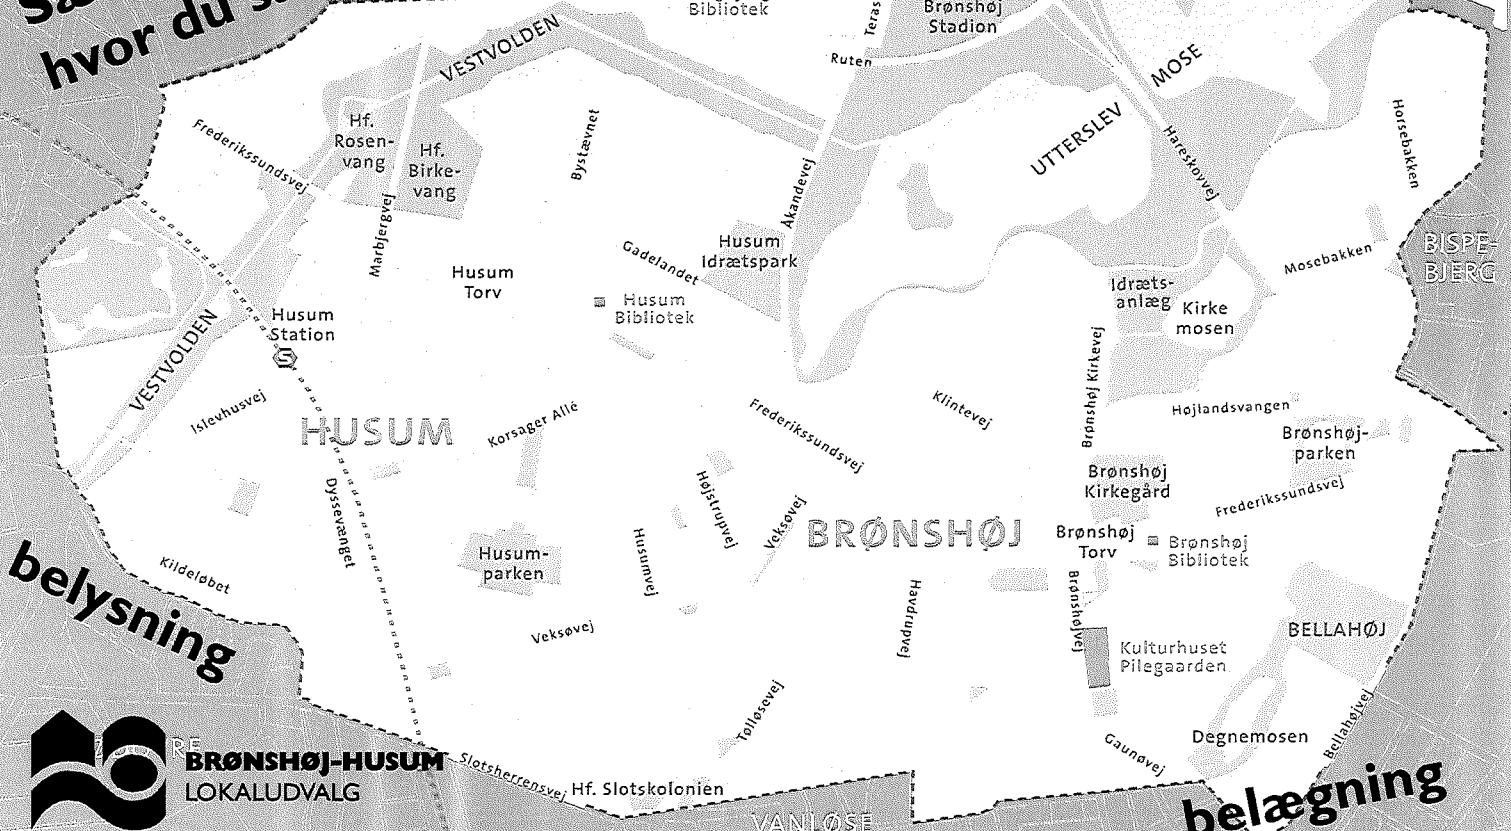 hvor du
Bibliotek
Brønshøj
Stadion
Ruten
VESTVOLDEN
MOSE
UTTERSLEV
Hareskovvej
Horsebakken
Frederikssundsvej
Hf.
Rosen-
vang
Hf.
Birke-
vang
Bystævnet
Åkandevej
Marbjergvej
Husum
Torv
Gadelandet
Husum
Idrætspark
Husum
Bibliotek
Idræts-
anlæg
Kirke
mosen
Mosebakken
BISPE-
BJERG
Husum
Station
S
VESTVOLDEN
Islevhusvej
HUSUM
Korsager Allé
Frederikssundsvej
Klintevej
Brønshøj Kirkevej
Højlandsvangen
Brønshøj-
parken
Brønshøj
Kirkegård
Frederikssundsvej
Dyssevænget
Højstrupvej
Veksøvej
BRØNSHØJ
Brønshøj
Torv
Brønshøj
Bibliotek
Husum-
parken
Husumvej
Kildeløbet
Veksøvej
Havdrupvej
Brønshøjvej
BELLAHØJ
Kulturhuset
Pilegaarden
belysning
Tølløsevej
Gaunøvej
Degnemosen
Bellahøjvej
BRØNSHØJ-HUSUM
LOKALUDVALG
Slotsherrensvej
Hf. Slotskolonien
VANLØSE
belægning